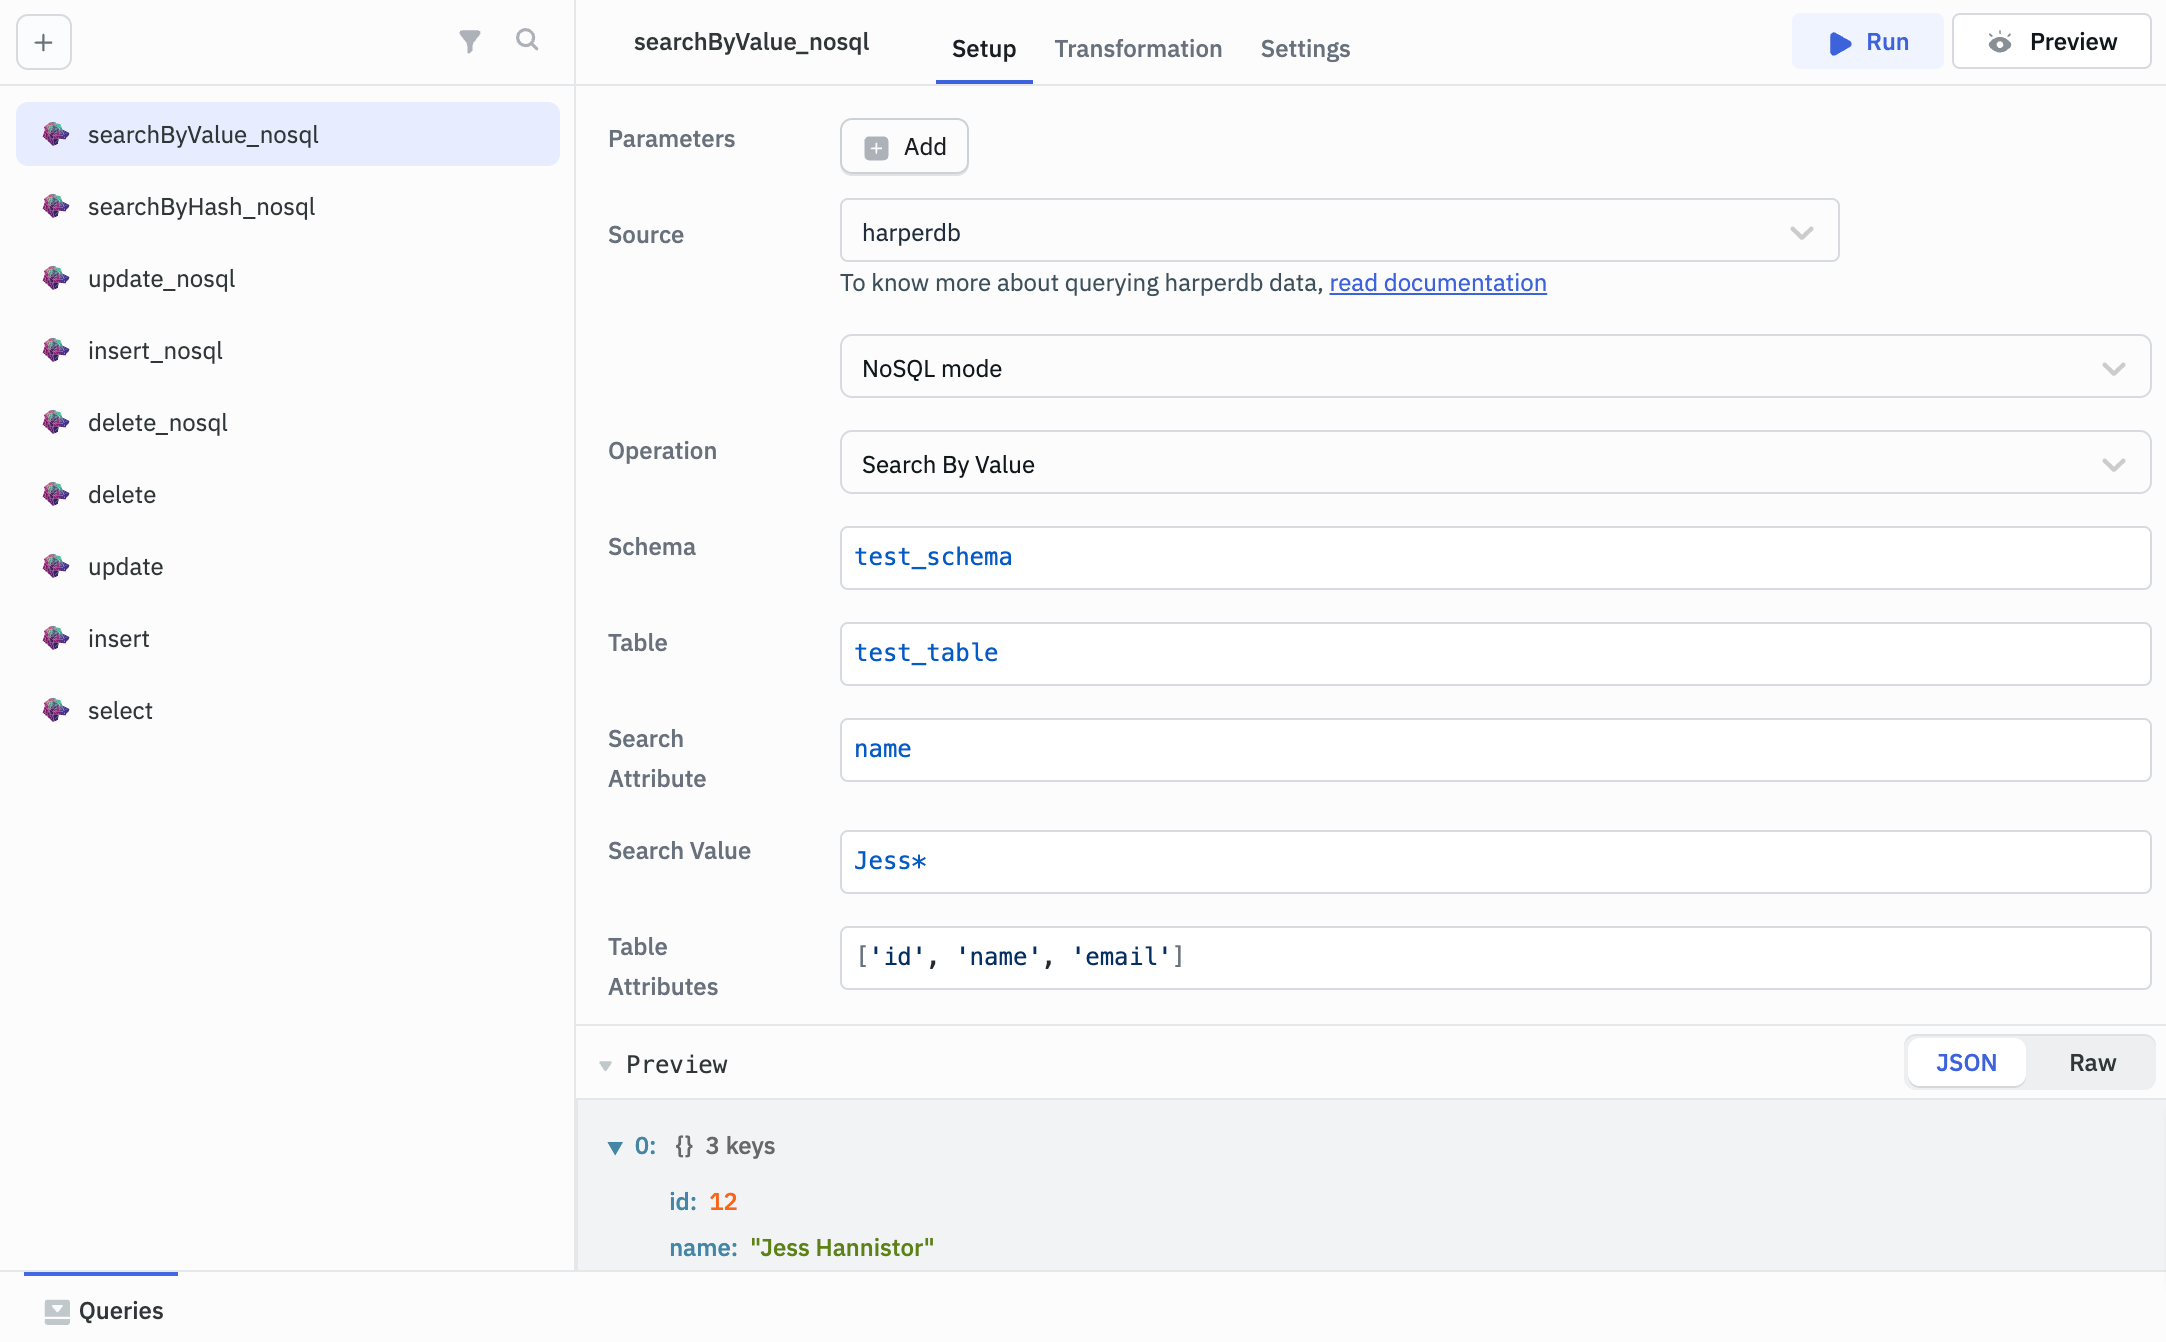 searchByValue_nosql
Setup
Transformation
Settings
Run
Preview
searchByValue_nosql
searchByHash_nosql
update_nosql
insert_nosql
delete_nosql
delete
update
insert
select
Parameters
Add
Source
harperdb
To know more about querying harperdb data, read documentation
NoSQL mode
Operation
Search By Value
Schema
test_schema
Table
test_table
Search
Attribute
name
Search Value
Jess*
Table
Attributes
['id', 'name', 'email']
Preview
JSON
Raw
0: {} 3 keys
id: 12
name: "Jess Hannistor"
Queries